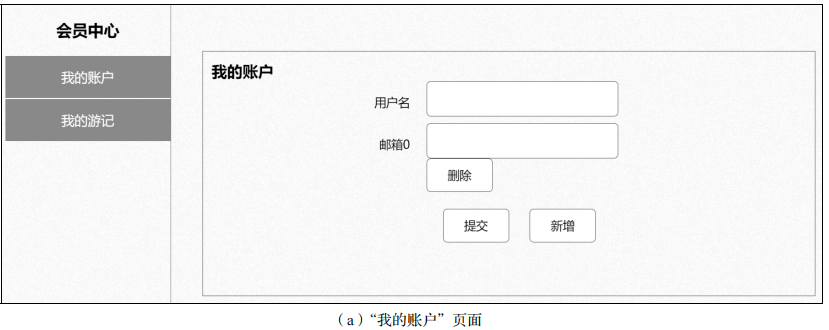 会员中心
我的账户
我的游记
我的账户
用户名
邮箱0
删除
提交 新增
（a）“我的账户”页面